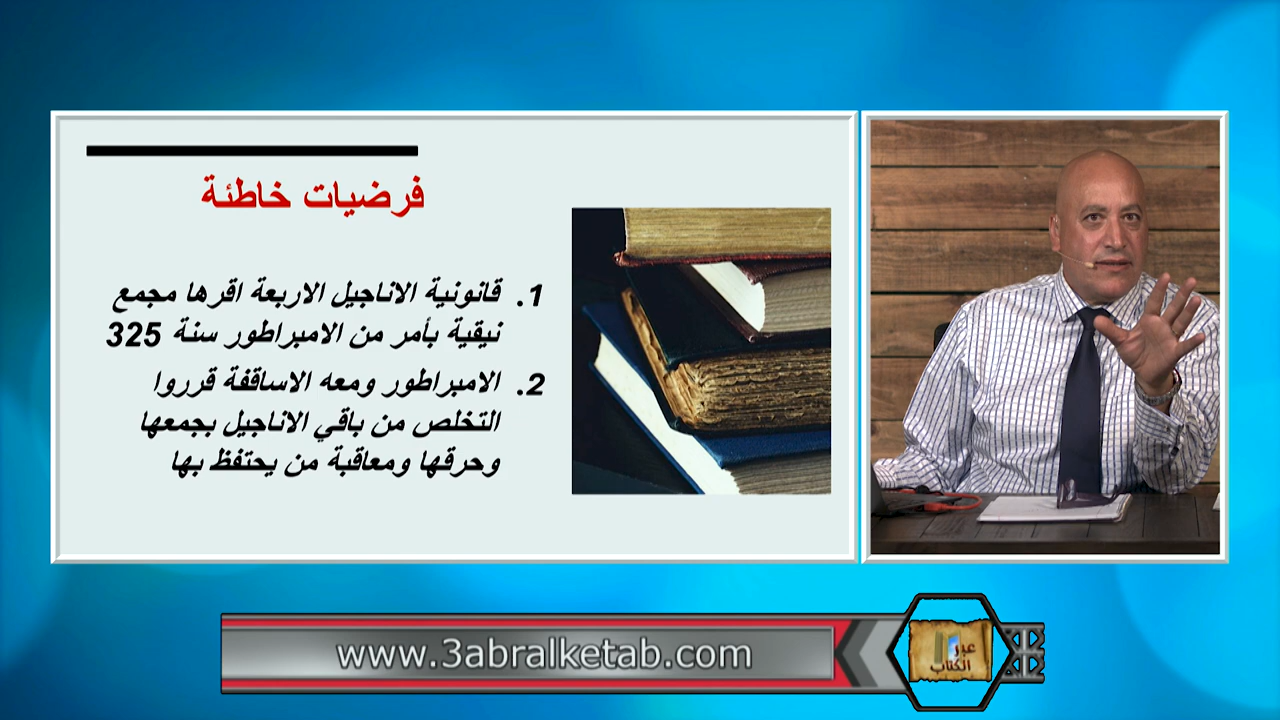 فرضيات خاطئة
1. قانونية الاناجيل الاربعة اقرها مجمع
نيقية بأمر من الامبراطور سنة 325
2. الامبراطور ومعه الاساقفة قرروا
التخلص من باقي الاناجيل بجمعها
وحرقها ومعاقبة من يحتفظ بها
www.3abralketab.com
عبر
الكتاب